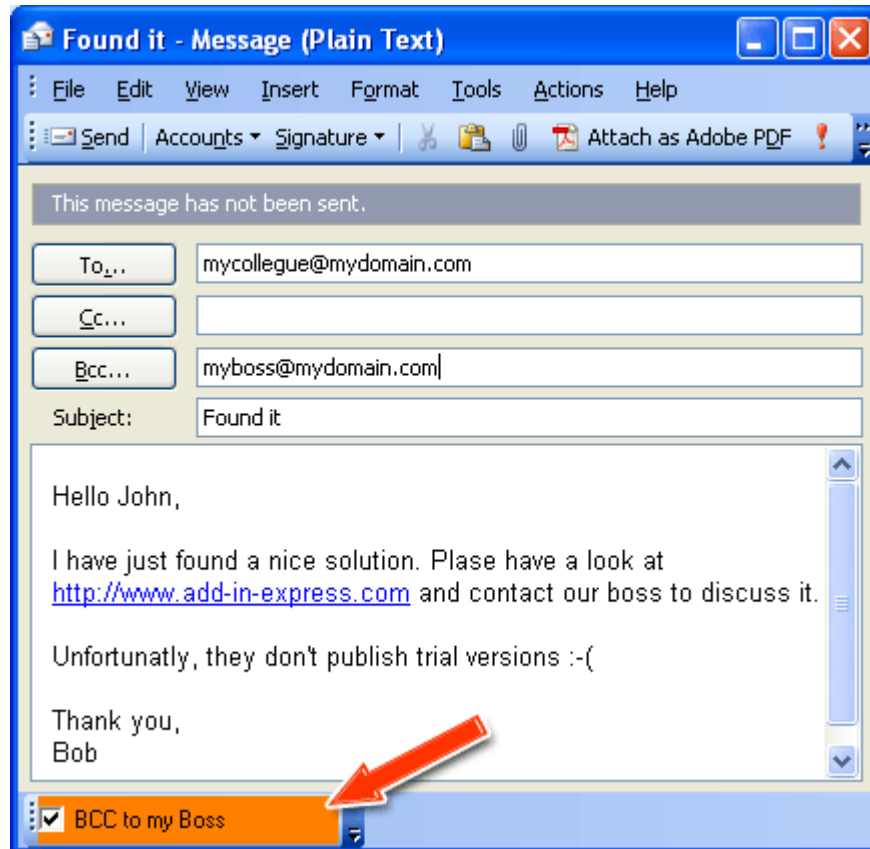 Found it - Message (Plain Text)
File Edit View Insert Format Tools Actions Help
Send Accounts Signature Attach as Adobe PDF
This message has not been sent.
To... mycollegue@mydomain.com
Cc...
Bcc... myboss@mydomain.com
Subject: Found it
Hello John,
I have just found a nice solution. Plase have a look at
http://www.add-in-express.com and contact our boss to discuss it.
Unfortunatly, they don't publish trial versions :-(
Thank you,
Bob
BCC to my Boss